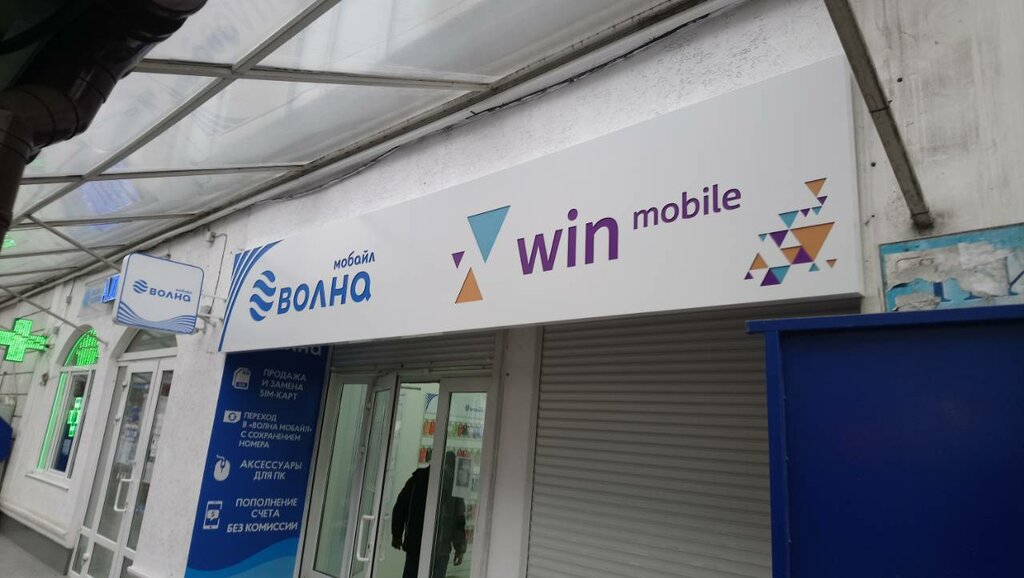 мобайл
ВОЛНА
win mobile
мобайл
ВОЛНА
ПРОДАЖА
И ЗАМЕНА
SIM-КАРТ
ПЕРЕХОД
В «ВОЛНА МОБАЙЛ»
С СОХРАНЕНИЕМ
НОМЕРА
АКСЕССУАРЫ
ДЛЯ ПК
ПОПОЛНЕНИЕ
СЧЕТА
БЕЗ КОМИССИИ